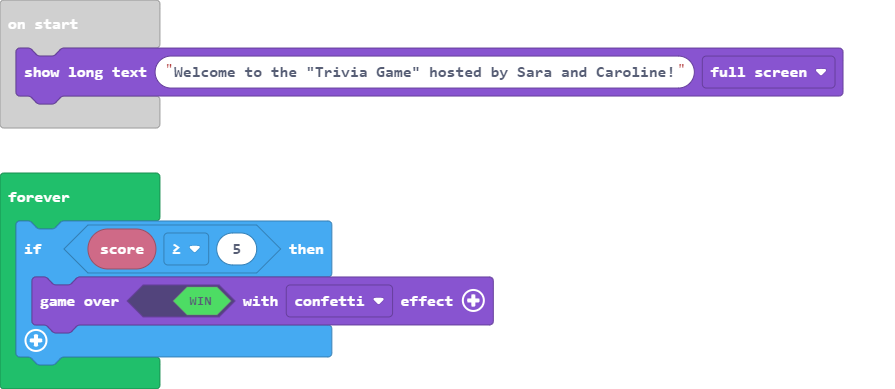 on start
show long text "Welcome to the "Trivia Game" hosted by Sara and Caroline!" full screen
forever
if score ≥ 5 then
game over WIN with confetti effect